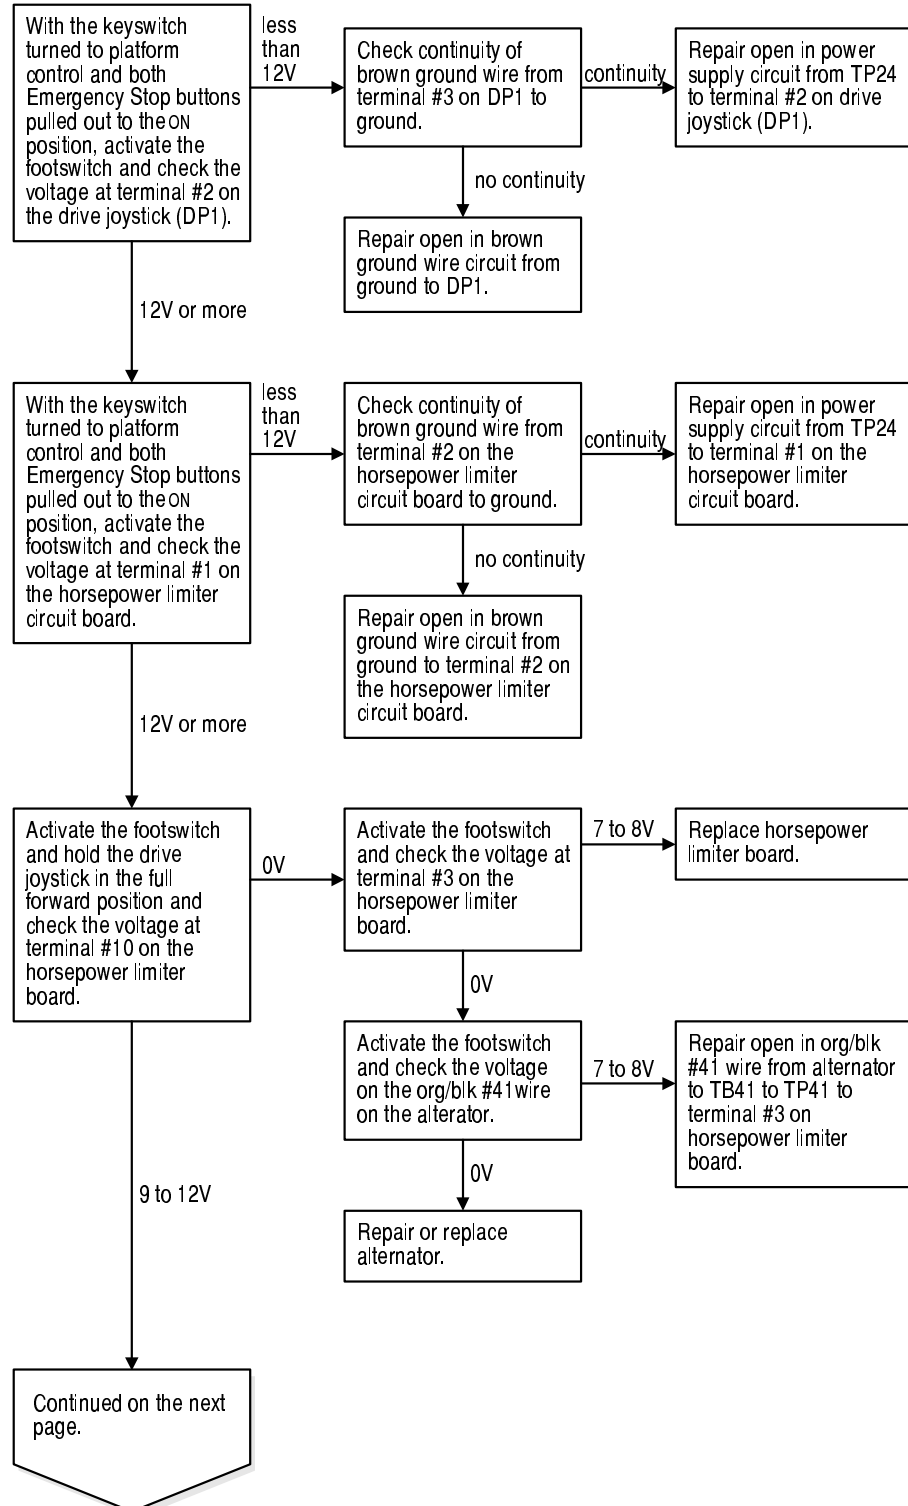 With the keyswitch
turned to platform
control and both
Emergency Stop buttons
pulled out to the ON
position, activate the
footswitch and check the
voltage at terminal #2 on
the drive joystick (DP1).
less
than
12V
Check continuity of
brown ground wire from
terminal #3 on DP1 to
ground.
continuity
Repair open in power
supply circuit from TP24
to terminal #2 on drive
joystick (DP1).
no continuity
Repair open in brown
ground wire circuit from
ground to DP1.
12V or more
With the keyswitch
turned to platform
control and both
Emergency Stop buttons
pulled out to the ON
position, activate the
footswitch and check the
voltage at terminal #1 on
the horsepower limiter
circuit board.
less
than
12V
Check continuity of
brown ground wire from
terminal #2 on the
horsepower limiter
circuit board to ground.
continuity
Repair open in power
supply circuit from TP24
to terminal #1 on the
horsepower limiter
circuit board.
no continuity
Repair open in brown
ground wire circuit from
ground to terminal #2 on
the horsepower limiter
circuit board.
12V or more
Activate the footswitch
and hold the drive
joystick in the full
forward position and
check the voltage at
terminal #10 on the
horsepower limiter
board.
0V
Activate the footswitch
and check the voltage at
terminal #3 on the
horsepower limiter
board.
7 to 8V
Replace horsepower
limiter board.
0V
Activate the footswitch
and check the voltage
on the org/blk #41wire
on the alterator.
7 to 8V
Repair open in org/blk
#41 wire from alternator
to TB41 to TP41 to
terminal #3 on
horsepower limiter
board.
0V
Repair or replace
alternator.
9 to 12V
Continued on the next
page.